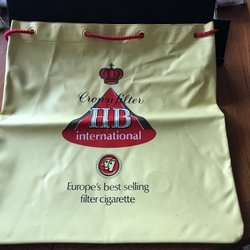 Crown filter
HB
international
Europe's best selling
filter cigarette